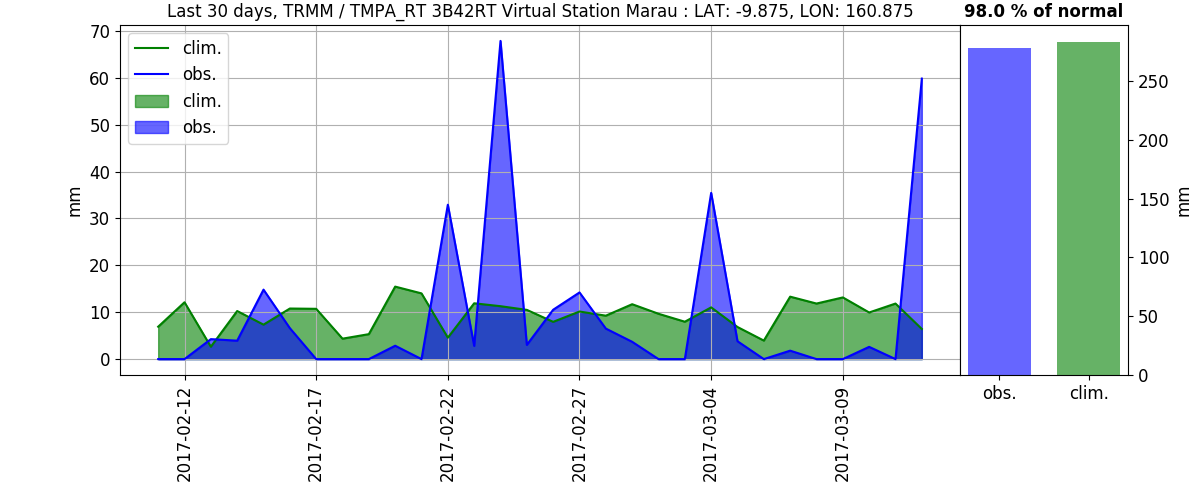 Last 30 days, TRMM / TMPA_RT 3B42RT Virtual Station Marau : LAT: -9.875, LON: 160.875
98.0 % of normal
clim.
obs.
clim.
obs.
70
60
50
40
30
20
10
0
mm
2017-02-12
2017-02-17
2017-02-22
2017-02-27
2017-03-04
2017-03-09
250
200
150
100
50
0
mm
obs.
clim.